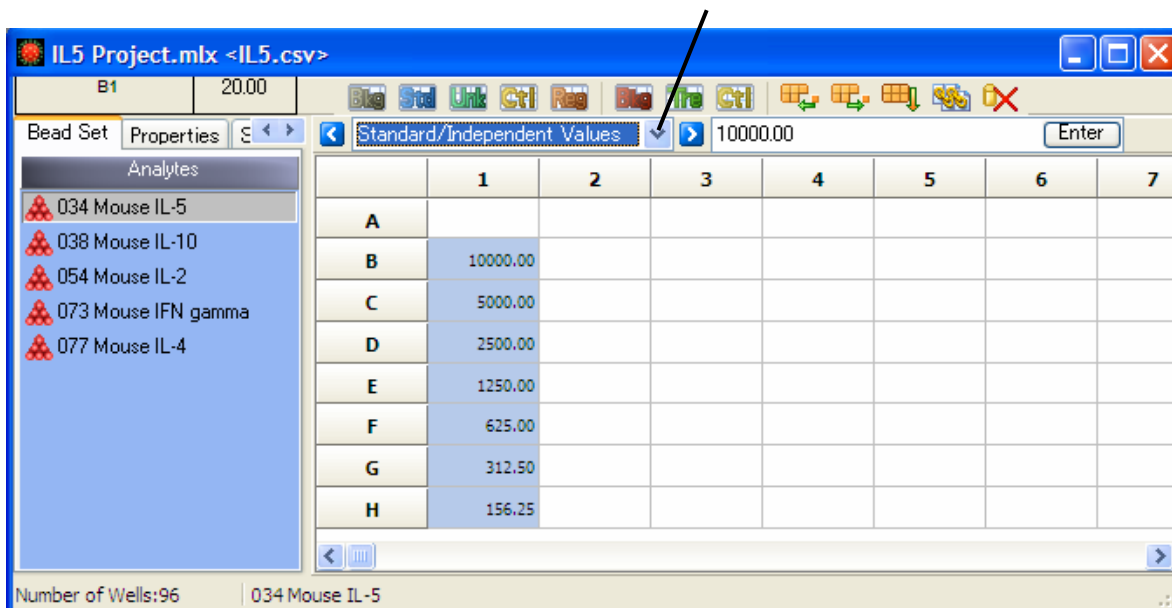 IL5 Project.mlx <IL5.csv>
B1 20.00
Bkg Std Unk Ctl Reg Bkg Tre Ctl
Bead Set Properties S
Standard/Independent Values 10000.00 Enter
Analytes
1 2 3 4 5 6 7
034 Mouse IL-5
A
038 Mouse IL-10
B 10000.00
054 Mouse IL-2
C 5000.00
073 Mouse IFN gamma
077 Mouse IL-4
D 2500.00
E 1250.00
F 625.00
G 312.50
H 156.25
Number of Wells:96 034 Mouse IL-5